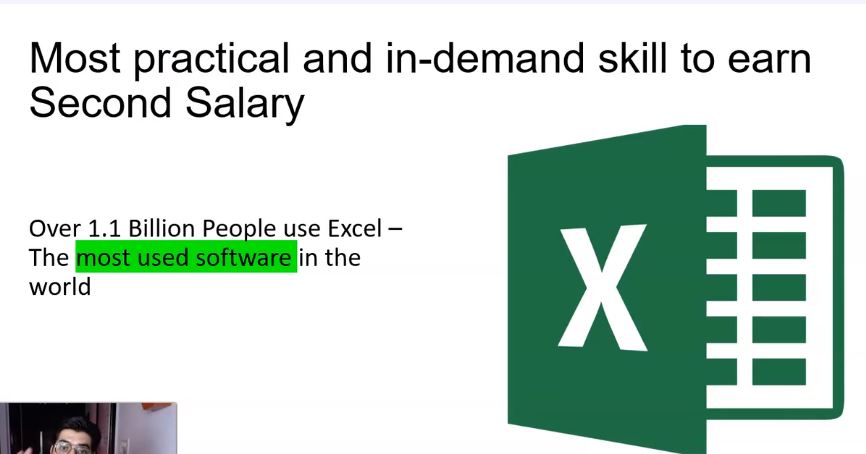 Most practical and in-demand skill to earn
Second Salary
Over 1.1 Billion People use Excel –
The most used software in the
world
X